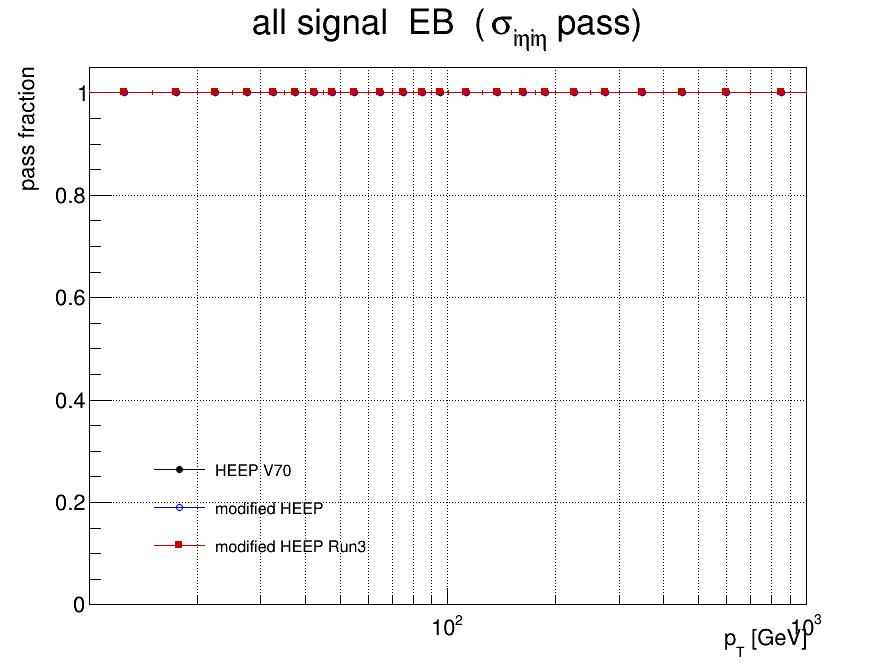 all signal EB ( σiηiη pass)
pass fraction
1
0.8
0.6
0.4
0.2
0
HEEP V70
modified HEEP
modified HEEP Run3
10²
10³
pT [GeV]